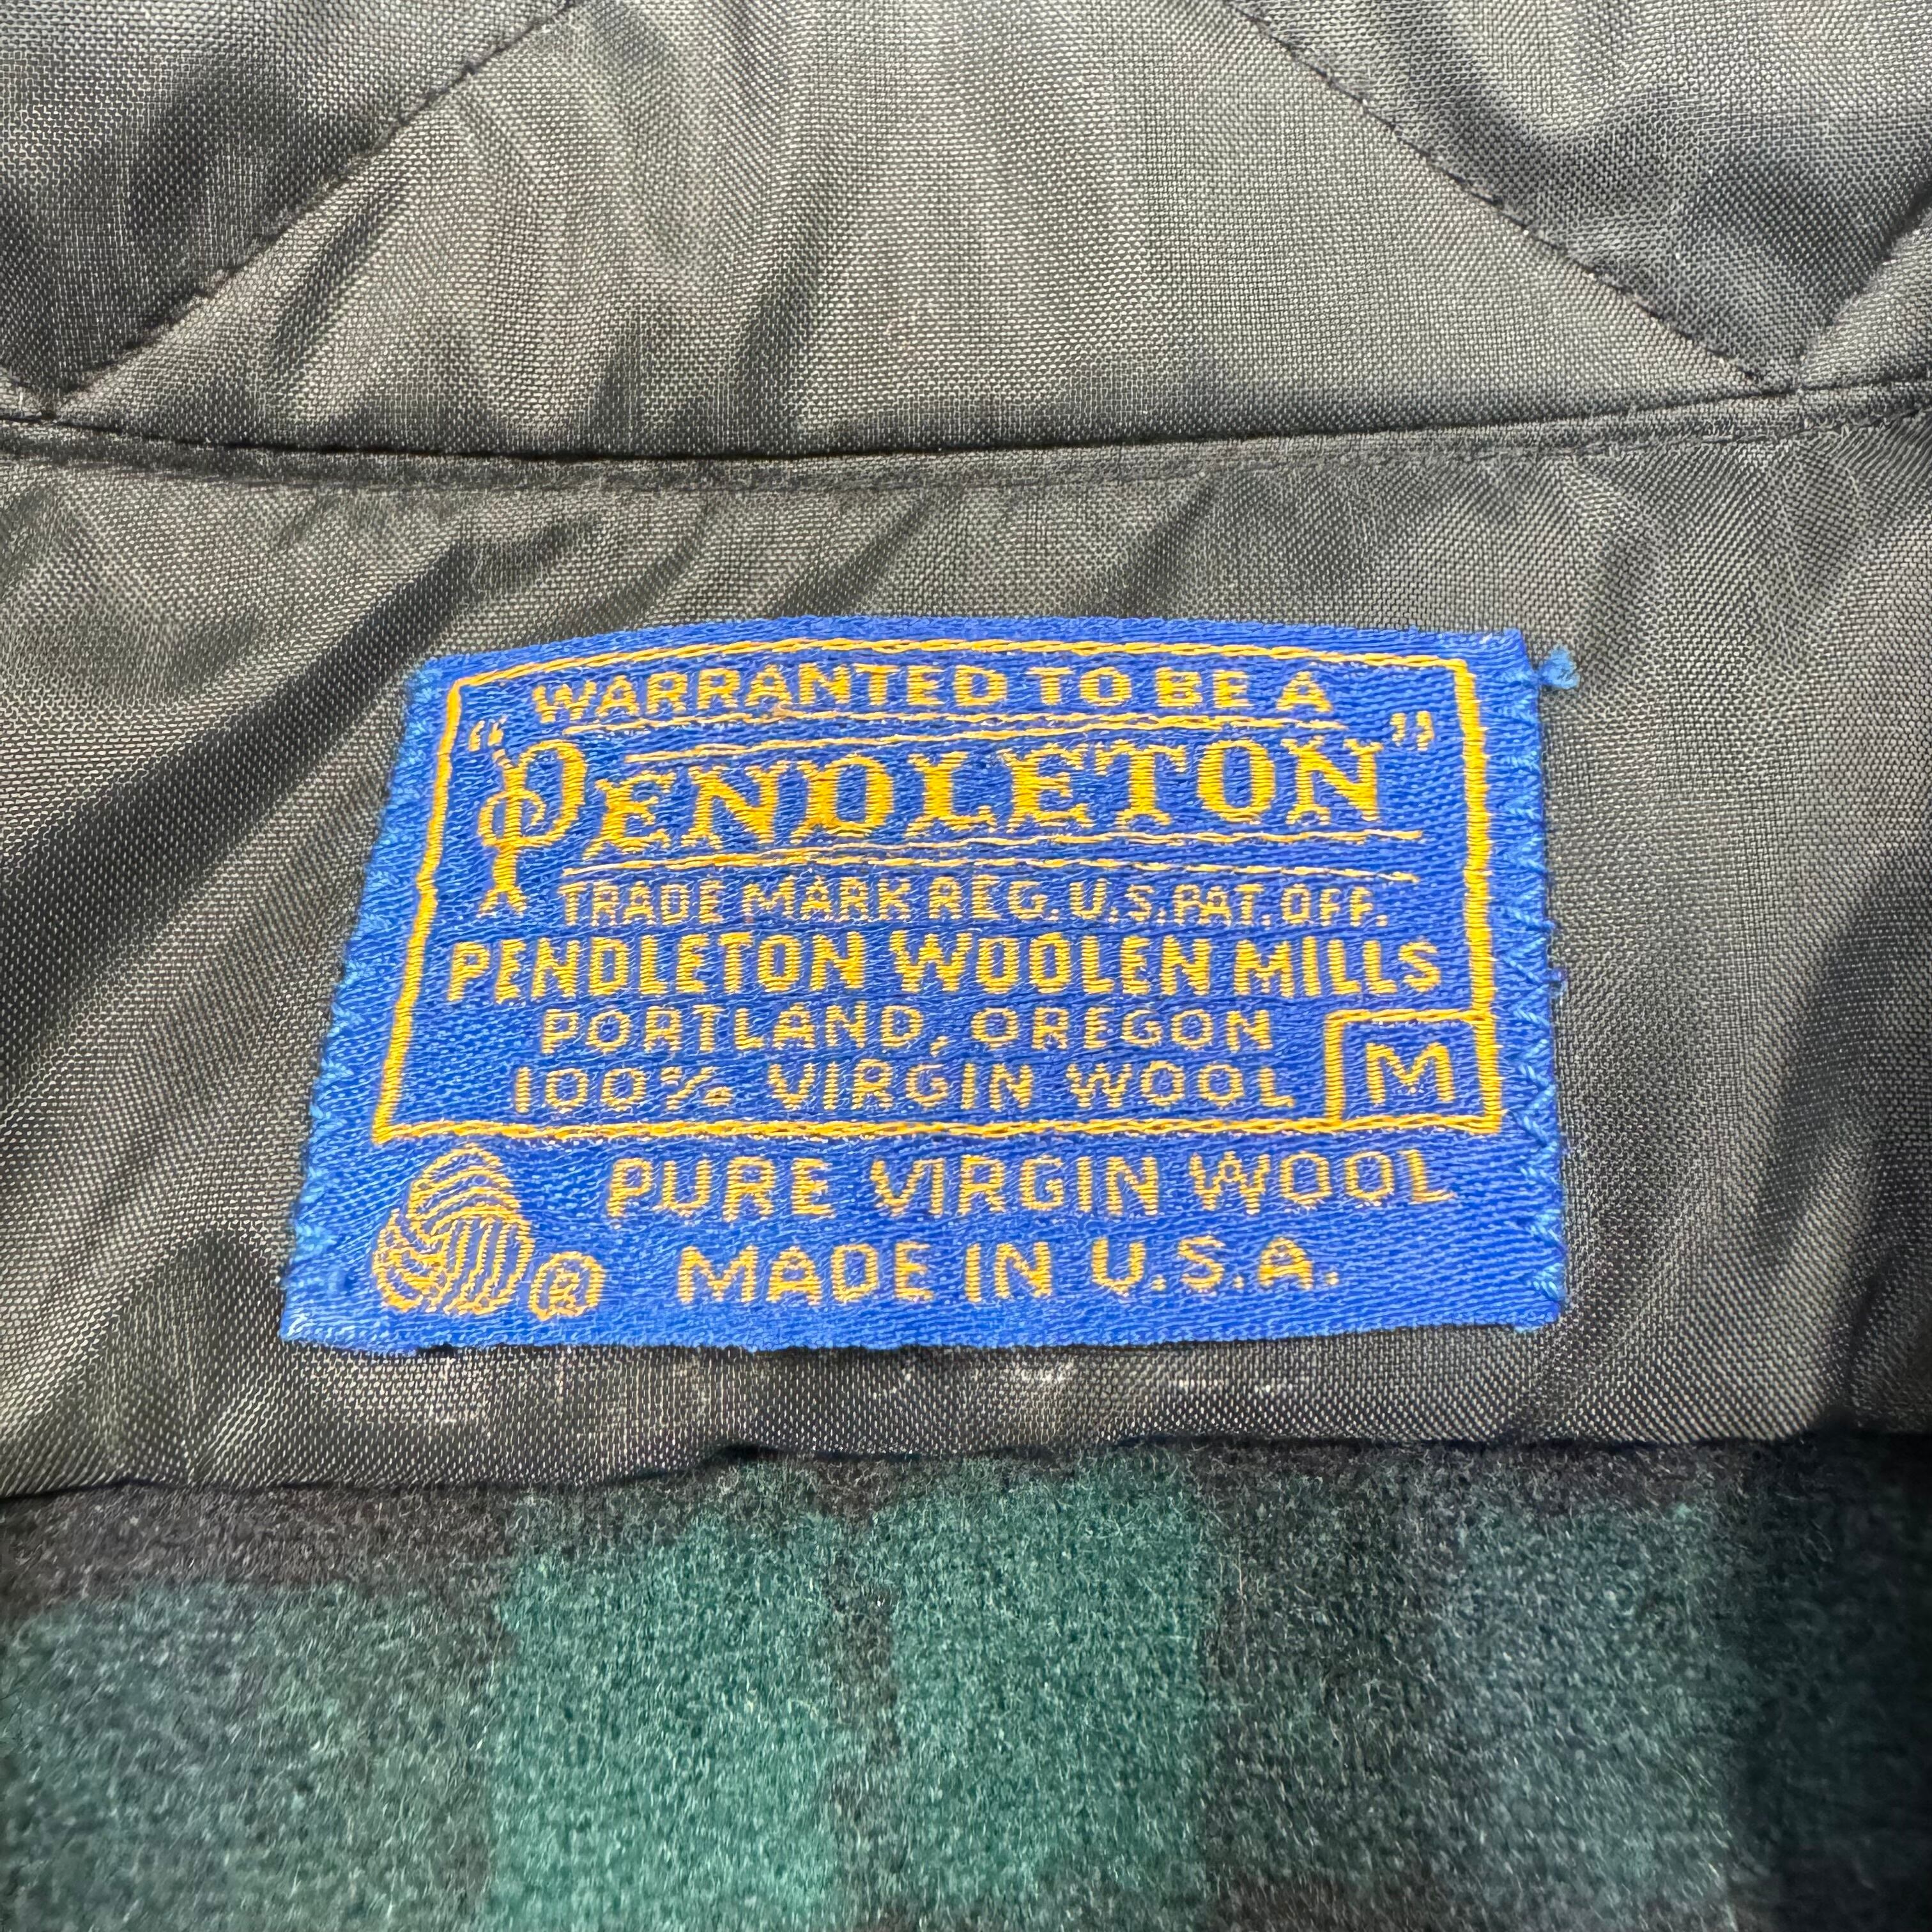 WARRANTED TO BE A
"PENDLETON"
TRADE MARK REG. U.S. PAT. OFF.
PENDLETON WOOLEN MILLS
PORTLAND, OREGON
100% VIRGIN WOOL M
PURE VIRGIN WOOL
® MADE IN U.S.A.